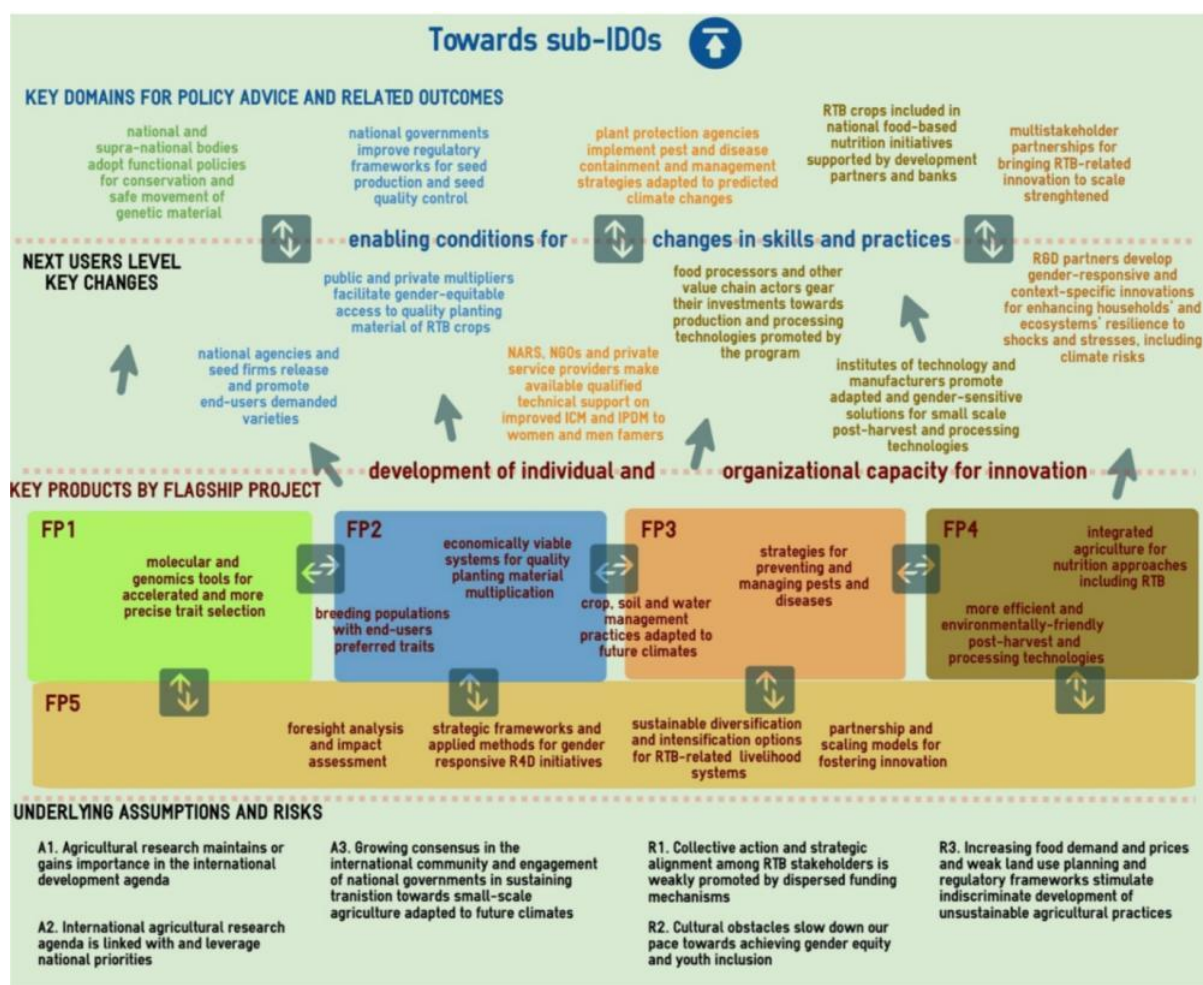 Towards sub-IDOs
KEY DOMAINS FOR POLICY ADVICE AND RELATED OUTCOMES
national and
supra-national bodies
adopt functional policies
for conservation and
safe movement of
genetic material
national governments
improve regulatory
frameworks for seed
production and seed
quality control
plant protection agencies
implement pest and disease
containment and management
strategies adapted to predicted
climate changes
RTB crops included in
national food-based
nutrition initiatives
supported by development
partners and banks
multistakeholder
partnerships for
bringing RTB-related
innovation to scale
strenghtened
enabling conditions for
changes in skills and practices
NEXT USERS LEVEL
KEY CHANGES
public and private multipliers
facilitate gender-equitable
access to quality planting
material of RTB crops
food processors and other
value chain actors gear
their investments towards
production and processing
technologies promoted by
the program
R&D partners develop
gender-responsive and
context-specific innovations
for enhancing households' and
ecosystems' resilience to
shocks and stresses, including
climate risks
national agencies and
seed firms release
and promote
end-users demanded
varieties
NARS, NGOs and private
service providers make
available qualified
technical support on
improved ICM and IPDM to
women and men famers
institutes of technology and
manufacturers promote
adapted and gender-sensitive
solutions for small scale
post-harvest and processing
technologies
development of individual and
organizational capacity for innovation
KEY PRODUCTS BY FLAGSHIP PROJECT
FP1
molecular and
genomics tools for
accelerated and more
precise trait selection
FP2
economically viable
systems for quality
planting material
multiplication
breeding populations
with end-users
preferred traits
FP3
strategies for
preventing and
managing pests and
diseases
crop, soil and water
management
practices adapted to
future climates
FP4
integrated
agriculture for
nutrition approaches
including RTB
more efficient and
environmentally-friendly
post-harvest and
processing technologies
FP5
foresight analysis
and impact
assessment
strategic frameworks and
applied methods for gender
responsive R4D initiatives
sustainable diversification
and intensification options
for RTB-related livelihood
systems
partnership and
scaling models for
fostering innovation
UNDERLYING ASSUMPTIONS AND RISKS
A1. Agricultural research maintains or
gains importance in the international
development agenda
A2. International agricultural research
agenda is linked with and leverage
national priorities
A3. Growing consensus in the
international community and engagement
of national governments in sustaining
tranistion towards small-scale
agriculture adapted to future climates
R1. Collective action and strategic
alignment among RTB stakeholders is
weakly promoted by dispersed funding
mechanisms
R2. Cultural obstacles slow down our
pace towards achieving gender equity
and youth inclusion
R3. Increasing food demand and prices
and weak land use planning and
regulatory frameworks stimulate
indiscriminate development of
unsustainable agricultural practices